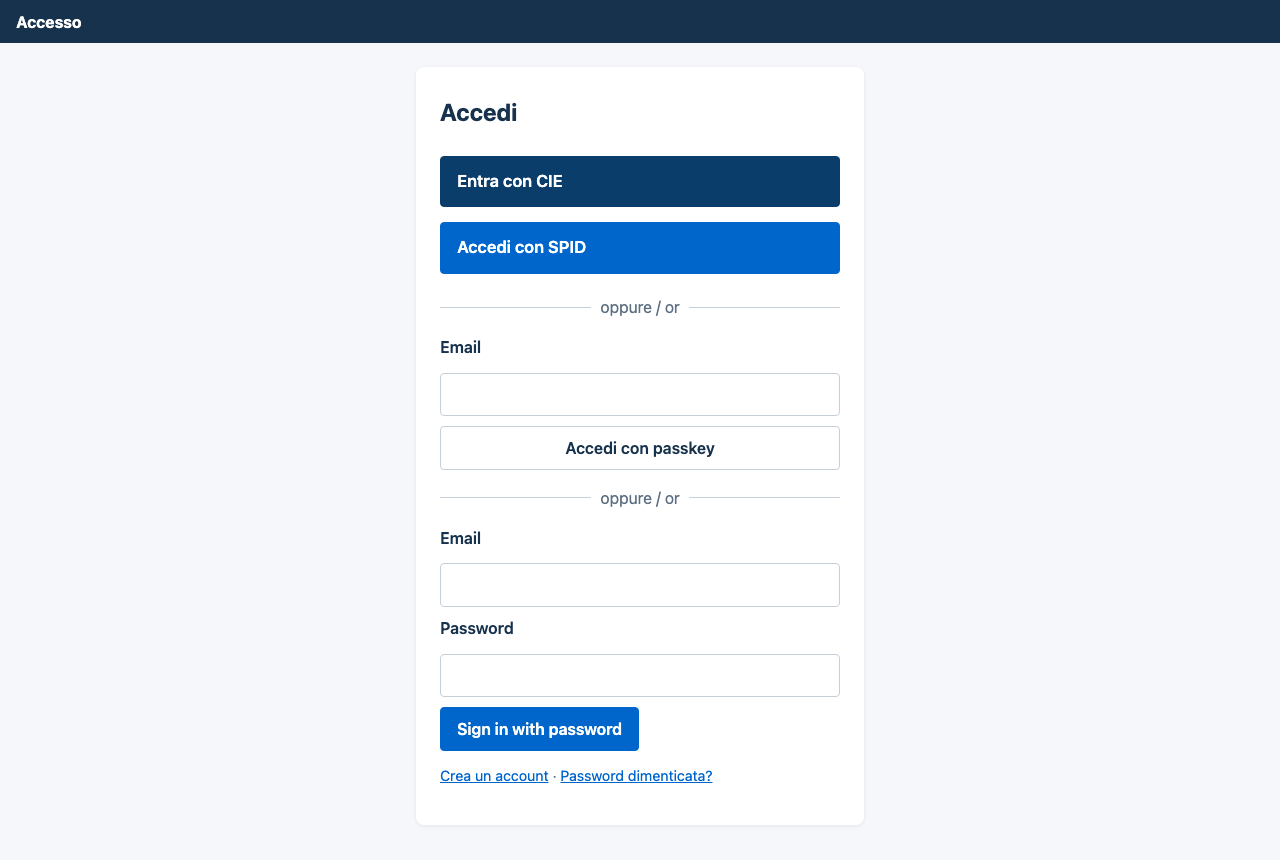 Accesso
Accedi
Entra con CIE
Accedi con SPID
oppure / or
Email
Accedi con passkey
oppure / or
Email
Password
Sign in with password
Crea un account · Password dimenticata?